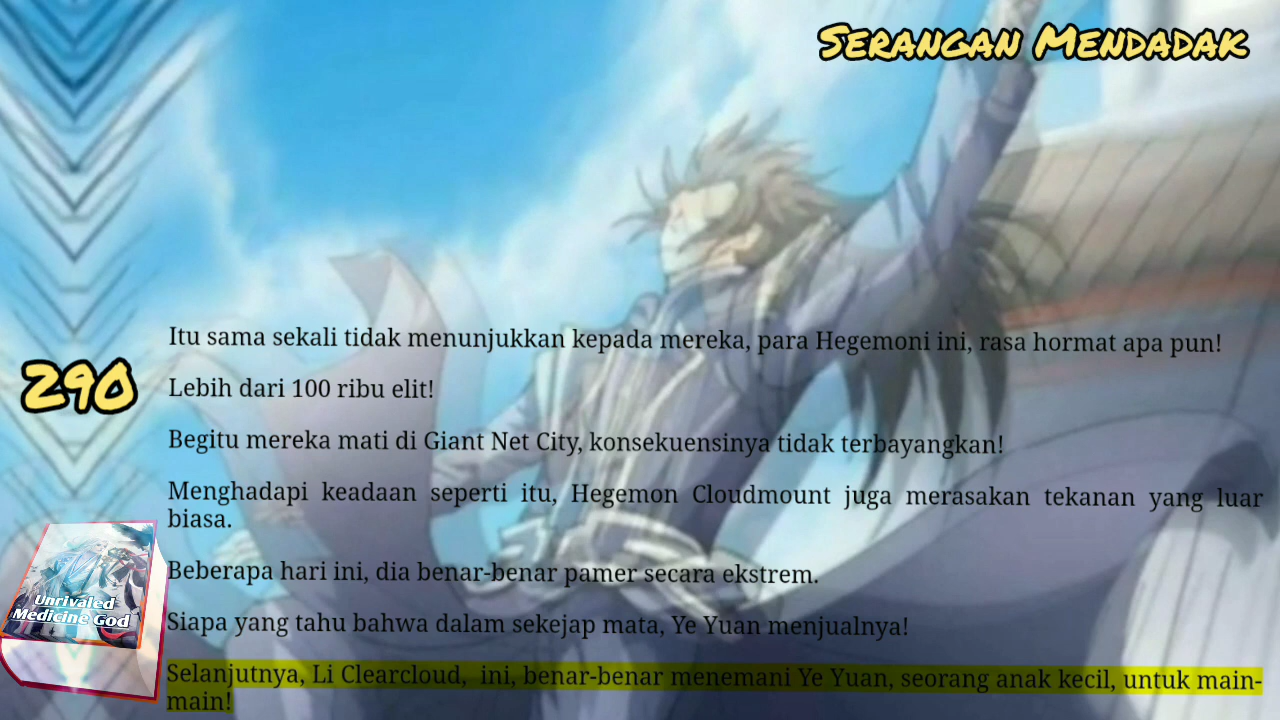 Serangan Mendadak
Itu sama sekali tidak menunjukkan kepada mereka, para Hegemoni ini, rasa hormat apa pun!
290
Lebih dari 100 ribu elit!
Begitu mereka mati di Giant Net City, konsekuensinya tidak terbayangkan!
Menghadapi keadaan seperti itu, Hegemon Cloudmount juga merasakan tekanan yang luar
biasa.
Beberapa hari ini, dia benar-benar pamer secara ekstrem.
Siapa yang tahu bahwa dalam sekejap mata, Ye Yuan menjualnya!
Selanjutnya, Li Clearcloud,  ini, benar-benar menemani Ye Yuan, seorang anak kecil, untuk main-
main!
Unrivaled
Medicine God